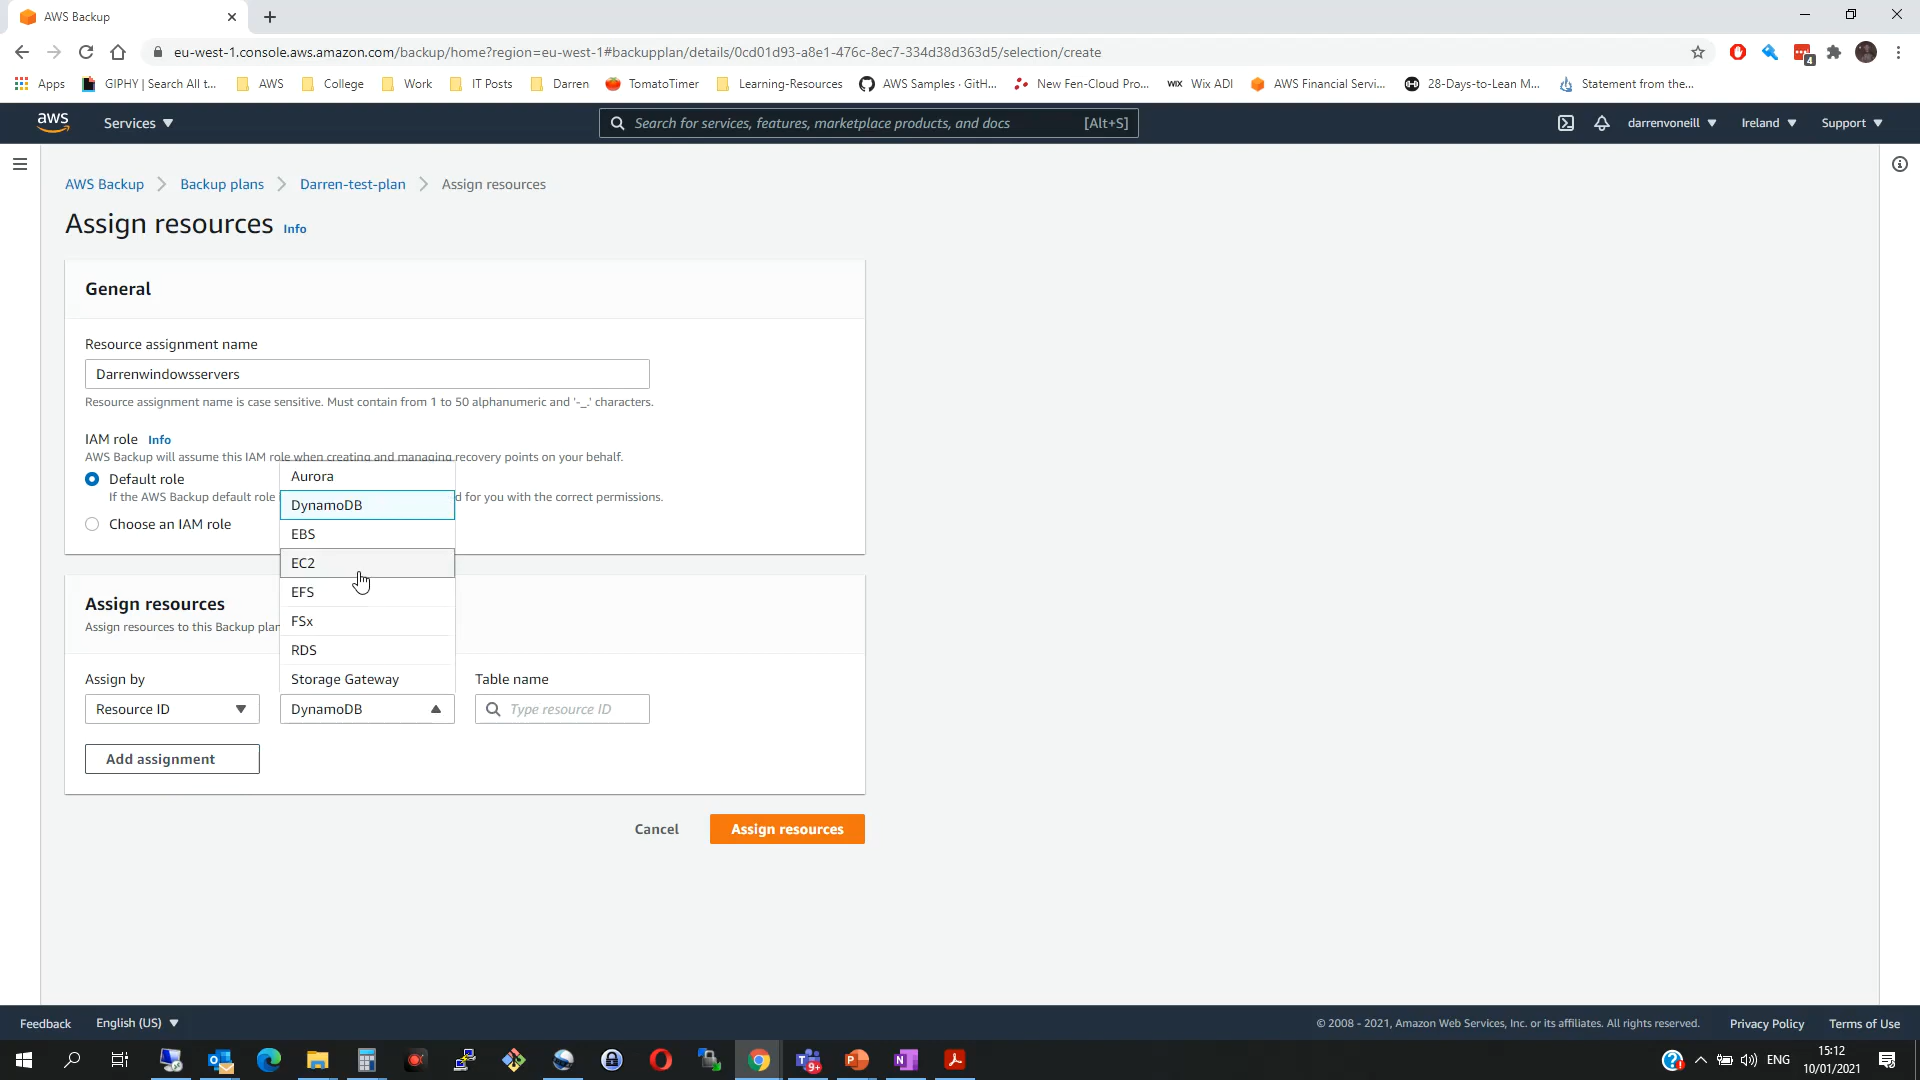 AWS Backup
eu-west-1.console.aws.amazon.com/backup/home?region=eu-west-1#backupplan/details/0cd01d93-a8e1-476c-8ec7-334d38d363d5/selection/create
4
Apps GIPHY | Search All t... AWS College Work IT Posts Darren TomatoTimer Learning-Resources AWS Samples · GitH... New Fen-Cloud Pro... WIX Wix ADI AWS Financial Servi... 28-Days-to-Lean M... Statement from the...
aws Services Search for services, features, marketplace products, and docs [Alt+S] darrenvoneill Ireland Support
AWS Backup Backup plans Darren-test-plan Assign resources
Assign resources Info
General
Resource assignment name
Darrenwindowsservers
Resource assignment name is case sensitive. Must contain from 1 to 50 alphanumeric and '-_.' characters.
IAM role Info
AWS Backup will assume this IAM role when creating and managing recovery points on your behalf.
Default role
If the AWS Backup default role d for you with the correct permissions.
Choose an IAM role
Aurora
DynamoDB
EBS
EC2
EFS
FSx
RDS
Storage Gateway
Assign resources
Assign resources to this Backup plan
Assign by Table name
Resource ID DynamoDB Type resource ID
Add assignment
Cancel Assign resources
Feedback English (US) © 2008 - 2021, Amazon Web Services, Inc. or its affiliates. All rights reserved. Privacy Policy Terms of Use
9+
ENG
15:12
10/01/2021